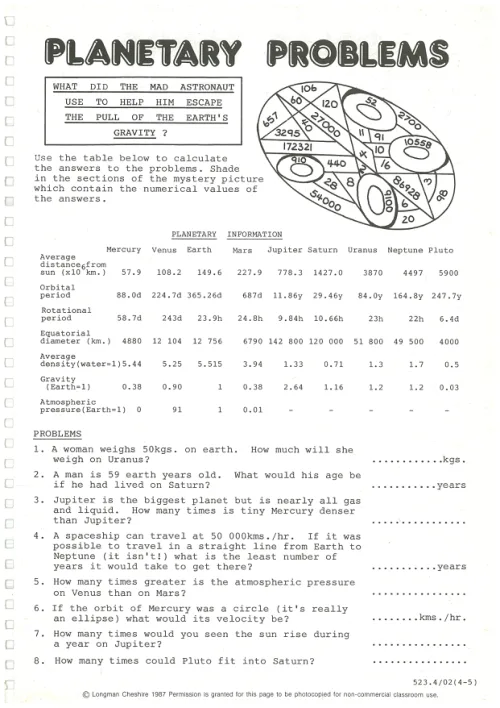 PLANETARY PROBLEMS
WHAT DID THE MAD ASTRONAUT
USE TO HELP HIM ESCAPE
THE PULL OF THE EARTH'S
GRAVITY ?
Use the table below to calculate
the answers to the problems. Shade
in the sections of the mystery picture
which contain the numerical values of
the answers.
106
60
120
52
2700
657
40
27000
3295
11
91
10558
172321
4
10
16
910
440
28
8
0016
86928
3
98
54000
6
20
PLANETARY INFORMATION
Mercury Venus Earth Mars Jupiter Saturn Uranus Neptune Pluto
Average
distance from
sun (x10⁶km.) 57.9 108.2 149.6 227.9 778.3 1427.0 3870 4497 5900
Orbital
period 88.0d 224.7d 365.26d 687d 11.86y 29.46y 84.0y 164.8y 247.7y
Rotational
period 58.7d 243d 23.9h 24.8h 9.84h 10.66h 23h 22h 6.4d
Equatorial
diameter (km.) 4880 12 104 12 756 6790 142 800 120 000 51 800 49 500 4000
Average
density(water=1)5.44 5.25 5.515 3.94 1.33 0.71 1.3 1.7 0.5
Gravity
(Earth=1) 0.38 0.90 1 0.38 2.64 1.16 1.2 1.2 0.03
Atmospheric
pressure(Earth=1) 0 91 1 0.01 – – – – –
PROBLEMS
1. A woman weighs 50kgs. on earth. How much will she
weigh on Uranus? ............kgs.
2. A man is 59 earth years old. What would his age be
if he had lived on Saturn? ...........years
3. Jupiter is the biggest planet but is nearly all gas
and liquid. How many times is tiny Mercury denser
than Jupiter? ................
4. A spaceship can travel at 50 000kms./hr. If it was
possible to travel in a straight line from Earth to
Neptune (it isn't!) what is the least number of
years it would take to get there? ...........years
5. How many times greater is the atmospheric pressure
on Venus than on Mars? ................
6. If the orbit of Mercury was a circle (it's really
an ellipse) what would its velocity be? ........kms./hr.
7. How many times would you seen the sun rise during
a year on Jupiter? ................
8. How many times could Pluto fit into Saturn? ................
523.4/02(4-5)
© Longman Cheshire 1987 Permission is granted for this page to be photocopied for non-commercial classroom use.